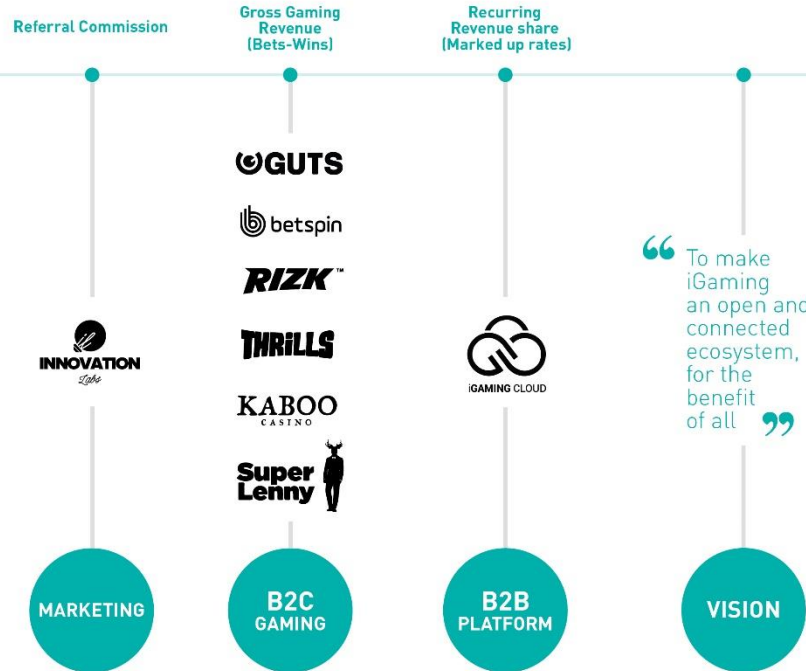 Referral Commission
Gross Gaming
Revenue
(Bets-Wins)
Recurring
Revenue share
(Marked up rates)
GUTS
betspin
RIZK™
THRiLLS
KABOO
CASINO
Super
Lenny
INNOVATION
Labs
iGAMING CLOUD
“ To make
iGaming
an open and
connected
ecosystem,
for the
benefit
of all ”
MARKETING
B2C
GAMING
B2B
PLATFORM
VISION